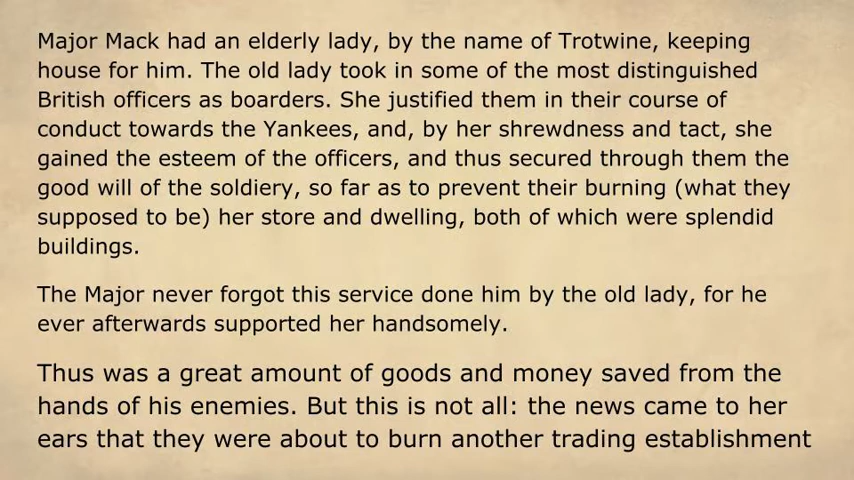 Major Mack had an elderly lady, by the name of Trotwine, keeping
house for him. The old lady took in some of the most distinguished
British officers as boarders. She justified them in their course of
conduct towards the Yankees, and, by her shrewdness and tact, she
gained the esteem of the officers, and thus secured through them the
good will of the soldiery, so far as to prevent their burning (what they
supposed to be) her store and dwelling, both of which were splendid
buildings.
The Major never forgot this service done him by the old lady, for he
ever afterwards supported her handsomely.
Thus was a great amount of goods and money saved from the
hands of his enemies. But this is not all: the news came to her
ears that they were about to burn another trading establishment